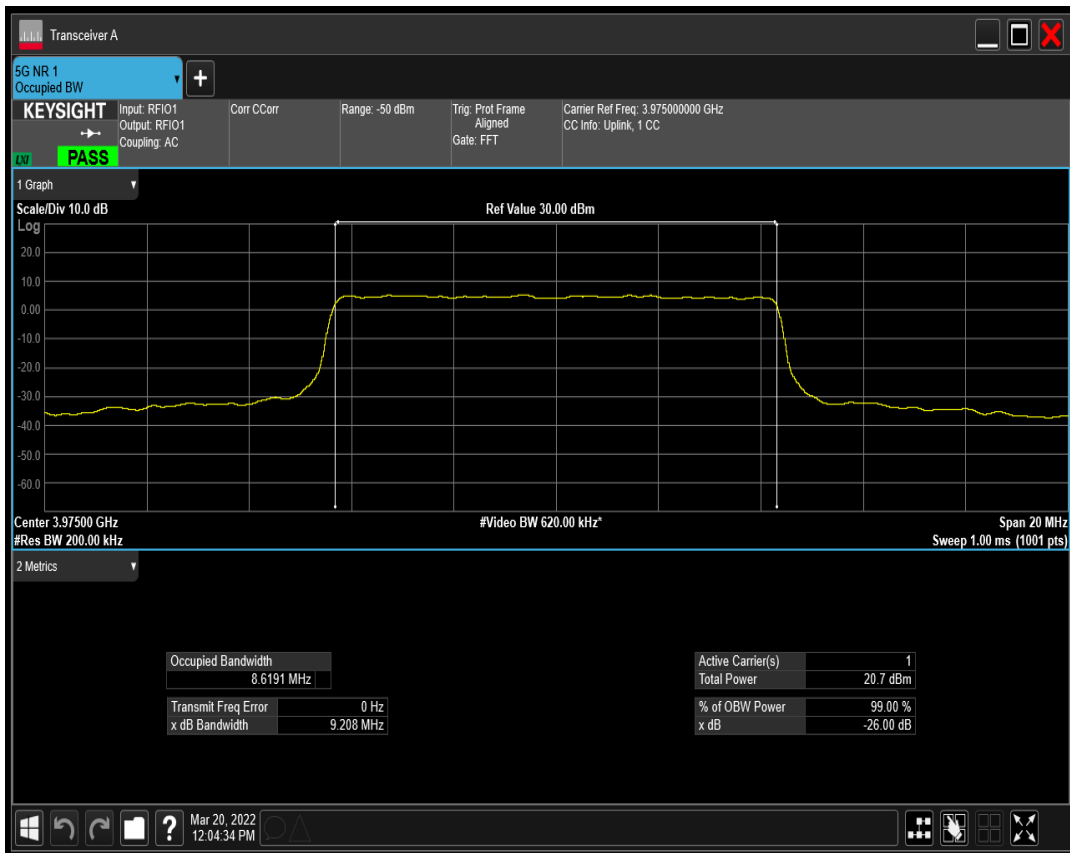 Transceiver A
5G NR 1
Occupied BW
KEYSIGHT
LXI
PASS
Input: RFIO1
Output: RFIO1
Coupling: AC
Corr CCorr
Range: -50 dBm
Trig: Prot Frame
Aligned
Gate: FFT
Carrier Ref Freq: 3.975000000 GHz
CC Info: Uplink, 1 CC
1 Graph
Scale/Div 10.0 dB
Ref Value 30.00 dBm
Log
20.0
10.0
0.00
-10.0
-20.0
-30.0
-40.0
-50.0
-60.0
Center 3.97500 GHz
#Video BW 620.00 kHz*
Span 20 MHz
#Res BW 200.00 kHz
Sweep 1.00 ms (1001 pts)
2 Metrics
Occupied Bandwidth
8.6191 MHz
Transmit Freq Error 0 Hz
x dB Bandwidth 9.208 MHz
Active Carrier(s) 1
Total Power 20.7 dBm
% of OBW Power 99.00 %
x dB -26.00 dB
?
Mar 20, 2022
12:04:34 PM